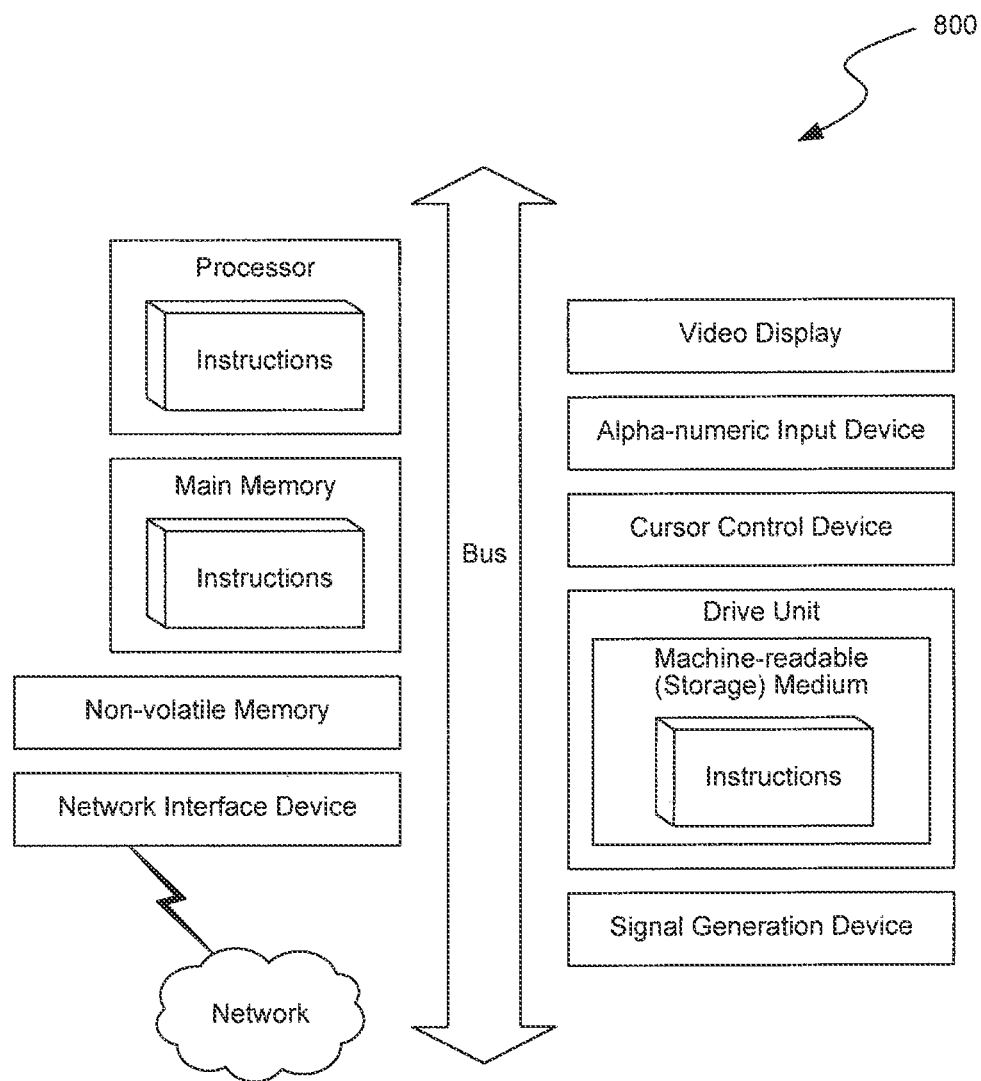 800
Processor
Instructions
Main Memory
Instructions
Non-volatile Memory
Network Interface Device
Network
Bus
Video Display
Alpha-numeric Input Device
Cursor Control Device
Drive Unit
Machine-readable
(Storage) Medium
Instructions
Signal Generation Device